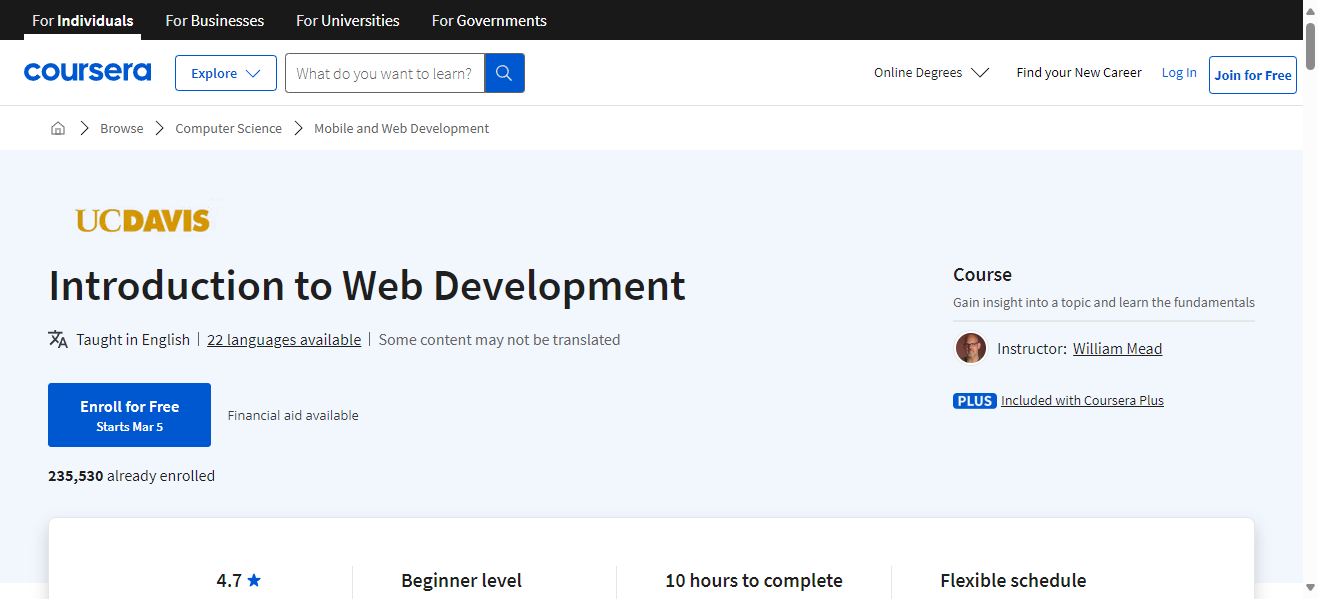 For Individuals For Businesses For Universities For Governments
coursera Explore What do you want to learn? Online Degrees Find your New Career Log In Join for Free
Browse Computer Science Mobile and Web Development
UCDAVIS
Introduction to Web Development
Course
Gain insight into a topic and learn the fundamentals
Taught in English | 22 languages available | Some content may not be translated
Instructor: William Mead
Enroll for Free
Starts Mar 5
Financial aid available
PLUS Included with Coursera Plus
235,530 already enrolled
4.7 Beginner level 10 hours to complete Flexible schedule